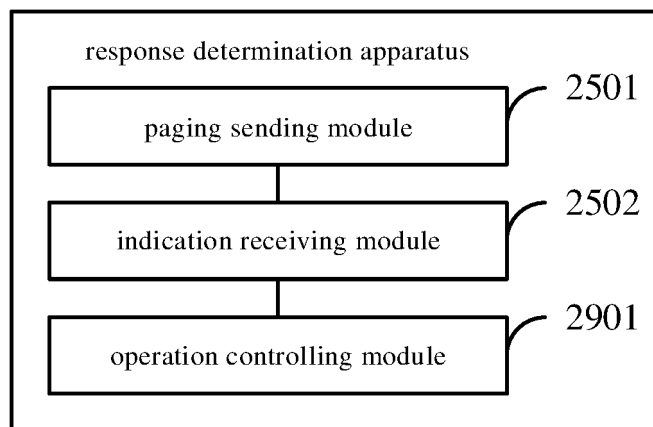 response determination apparatus
2501
paging sending module
2502
indication receiving module
2901
operation controlling module